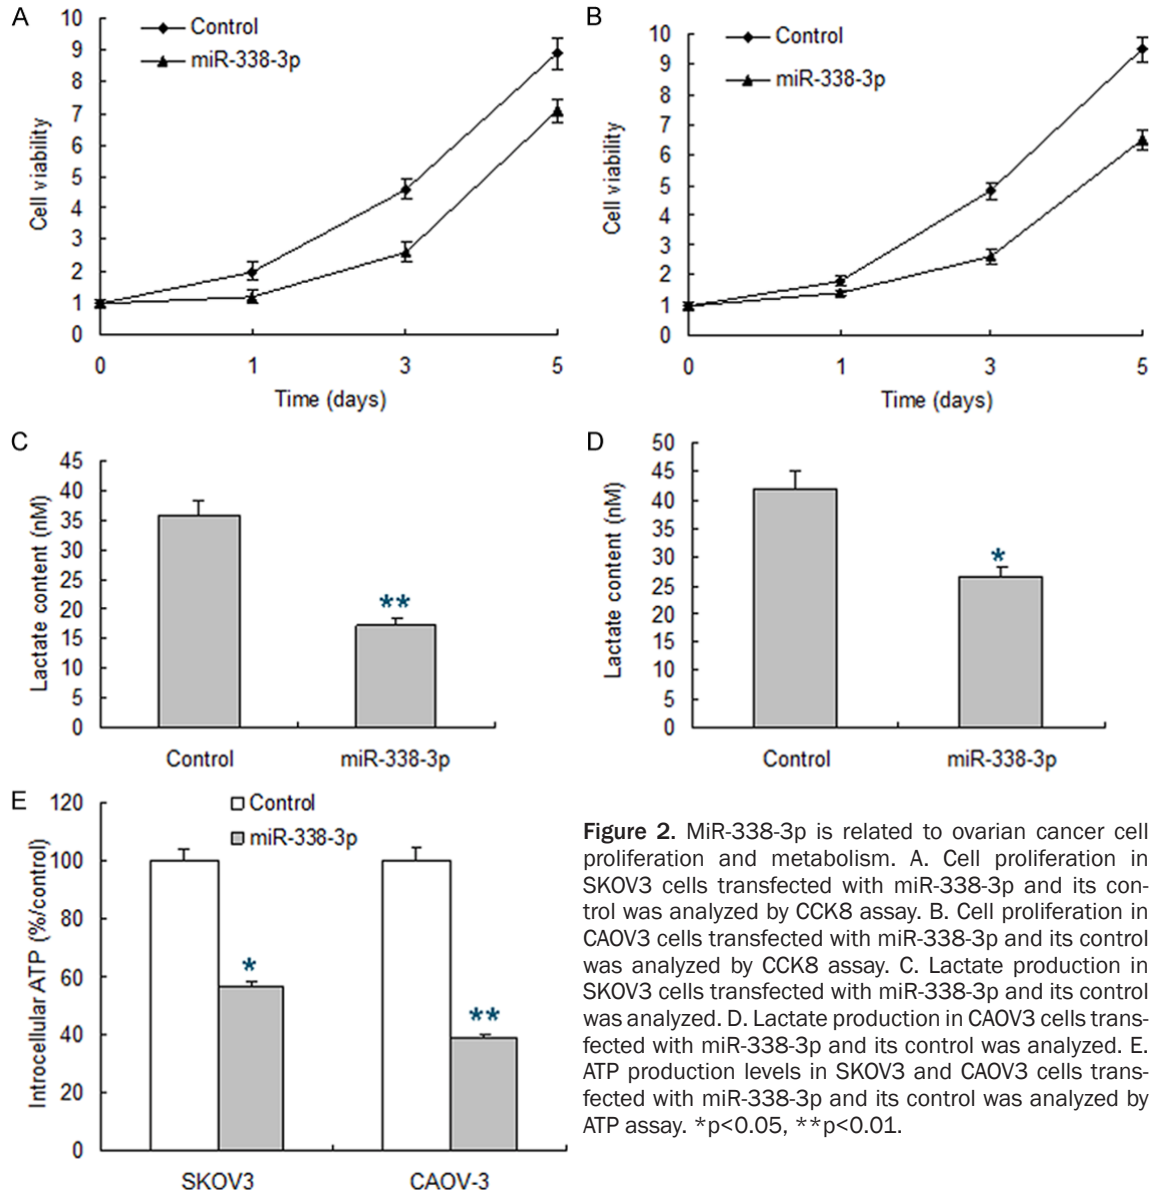 A
10
9
8
7
6
5
4
3
2
1
0
Cell viability
Control
miR-338-3p
0 1 3 5
Time (days)
B
10
9
8
7
6
5
4
3
2
1
0
Cell viability
Control
miR-338-3p
0 1 3 5
Time (days)
C
45
40
35
30
25
20
15
10
5
0
Lactate content (nM)
**
Control miR-338-3p
D
50
45
40
35
30
25
20
15
10
5
0
Lactate content (nM)
*
Control miR-338-3p
E
120
100
80
60
40
20
0
Introcellular ATP (%/control)
Control
miR-338-3p
*
**
SKOV3 CAOV-3
Figure 2. MiR-338-3p is related to ovarian cancer cell
proliferation and metabolism. A. Cell proliferation in
SKOV3 cells transfected with miR-338-3p and its con-
trol was analyzed by CCK8 assay. B. Cell proliferation in
CAOV3 cells transfected with miR-338-3p and its control
was analyzed by CCK8 assay. C. Lactate production in
SKOV3 cells transfected with miR-338-3p and its control
was analyzed. D. Lactate production in CAOV3 cells trans-
fected with miR-338-3p and its control was analyzed. E.
ATP production levels in SKOV3 and CAOV3 cells trans-
fected with miR-338-3p and its control was analyzed by
ATP assay. *p<0.05, **p<0.01.